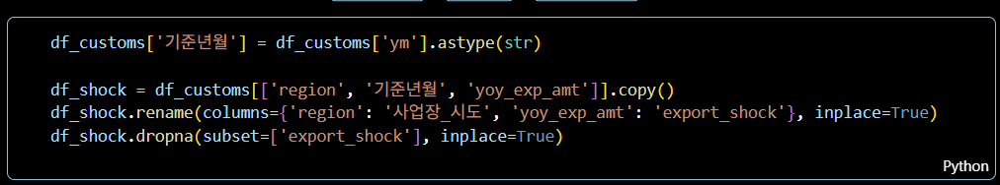 df_customs['기준년월'] = df_customs['ym'].astype(str)
df_shock = df_customs[['region', '기준년월', 'yoy_exp_amt']].copy()
df_shock.rename(columns={'region': '사업장_시도', 'yoy_exp_amt': 'export_shock'}, inplace=True)
df_shock.dropna(subset=['export_shock'], inplace=True)
Python